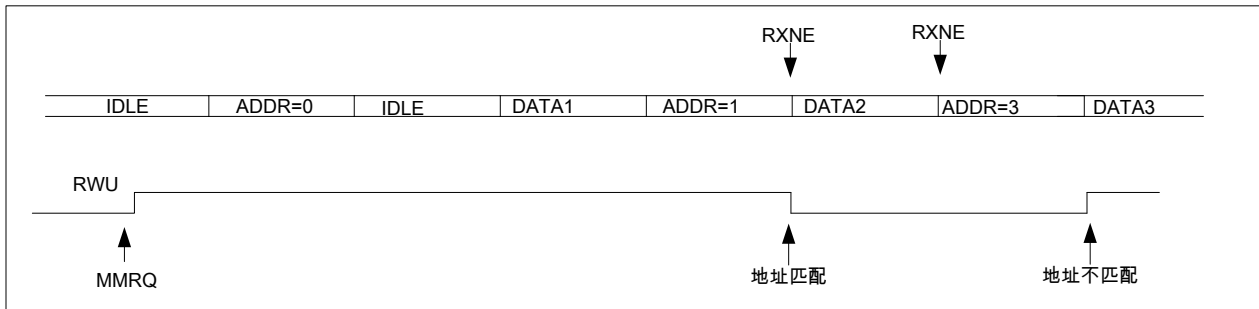 RXNE RXNE
IDLE ADDR=0 IDLE DATA1 ADDR=1 DATA2 ADDR=3 DATA3
RWU
MMRQ 地址匹配 地址不匹配